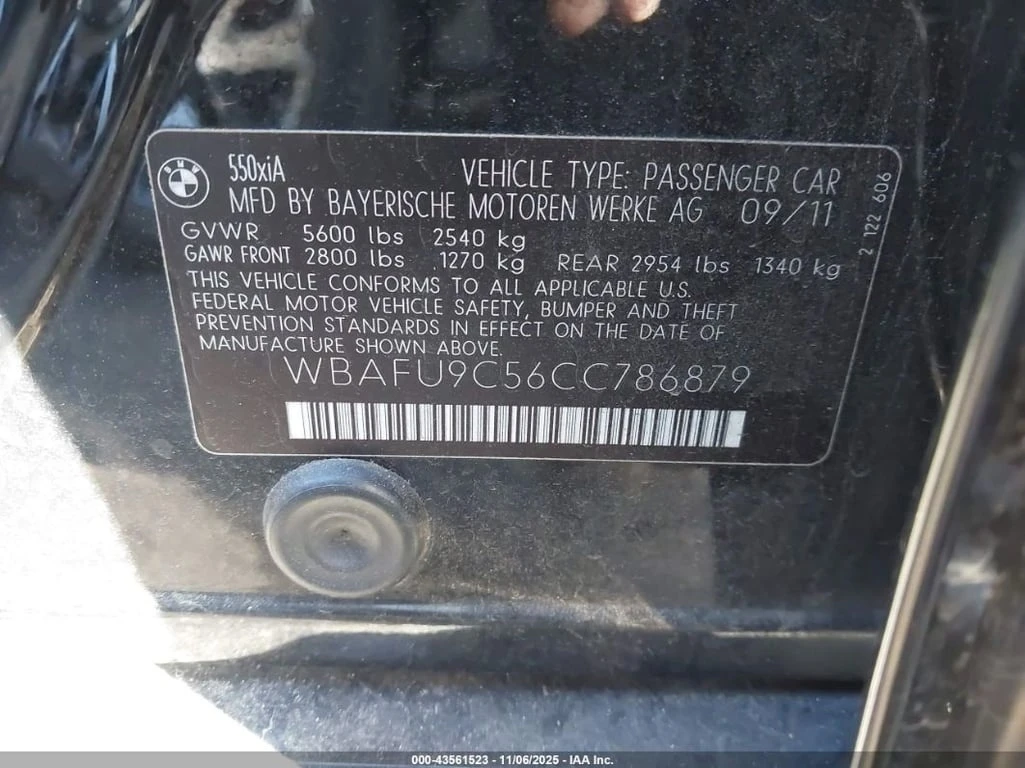 BMW
550xiA VEHICLE TYPE: PASSENGER CAR
MFD BY BAYERISCHE MOTOREN WERKE AG 09/11
GVWR 5600 lbs 2540 kg
GAWR FRONT 2800 lbs 1270 kg REAR 2954 lbs 1340 kg
THIS VEHICLE CONFORMS TO ALL APPLICABLE U.S.
FEDERAL MOTOR VEHICLE SAFETY, BUMPER AND THEFT
PREVENTION STANDARDS IN EFFECT ON THE DATE OF
MANUFACTURE SHOWN ABOVE.
WBAFU9C56CC786879
2 122 606
000-43561523 - 11/06/2025 - IAA Inc.